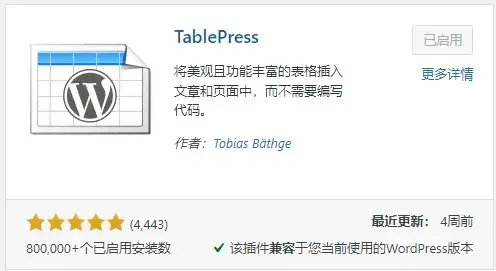 TablePress
已启用
更多详情
将美观且功能丰富的表格插入
文章和页面中，而不需要编写
代码。
作者：Tobias Bäthge
(4,443)
最近更新： 4周前
800,000+个已启用安装数
该插件兼容于您当前使用的WordPress版本